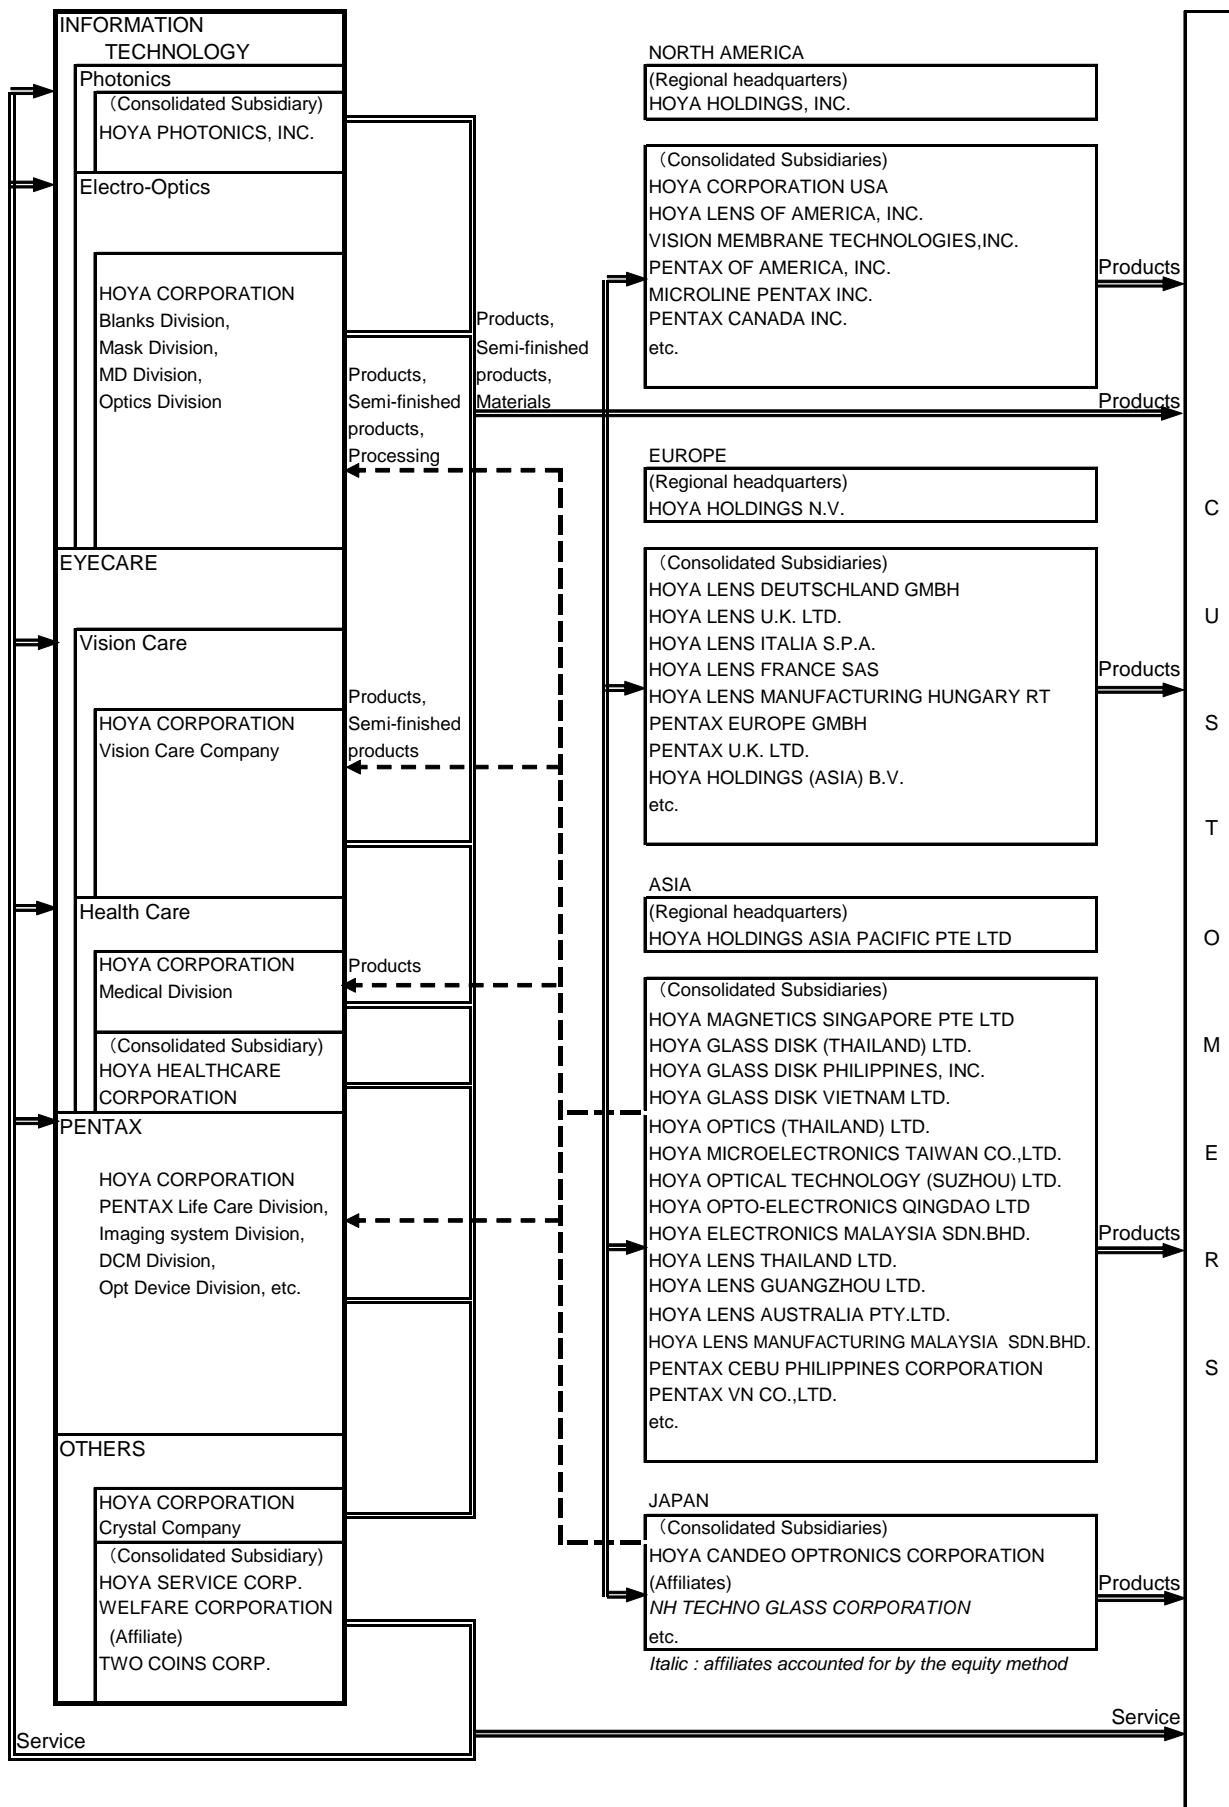 INFORMATION
TECHNOLOGY
Photonics
（Consolidated Subsidiary)
HOYA PHOTONICS, INC.
Electro-Optics
HOYA CORPORATION
Blanks Division,
Mask Division,
MD Division,
Optics Division
EYECARE
Vision Care
HOYA CORPORATION
Vision Care Company
Health Care
HOYA CORPORATION
Medical Division
（Consolidated Subsidiary)
HOYA HEALTHCARE
CORPORATION
PENTAX
HOYA CORPORATION
PENTAX Life Care Division,
Imaging system Division,
DCM Division,
Opt Device Division, etc.
OTHERS
HOYA CORPORATION
Crystal Company
（Consolidated Subsidiary)
HOYA SERVICE CORP.
WELFARE CORPORATION
(Affiliate)
TWO COINS CORP.
Service
Products,
Semi-finished
products,
Processing
Products,
Semi-finished
products
Products
Products,
Semi-finished
products,
Materials
NORTH AMERICA
(Regional headquarters)
HOYA HOLDINGS, INC.
（Consolidated Subsidiaries)
HOYA CORPORATION USA
HOYA LENS OF AMERICA, INC.
VISION MEMBRANE TECHNOLOGIES,INC.
PENTAX OF AMERICA, INC.
MICROLINE PENTAX INC.
PENTAX CANADA INC.
etc.
Products
Products
EUROPE
(Regional headquarters)
HOYA HOLDINGS N.V.
（Consolidated Subsidiaries)
HOYA LENS DEUTSCHLAND GMBH
HOYA LENS U.K. LTD.
HOYA LENS ITALIA S.P.A.
HOYA LENS FRANCE SAS
HOYA LENS MANUFACTURING HUNGARY RT
PENTAX EUROPE GMBH
PENTAX U.K. LTD.
HOYA HOLDINGS (ASIA) B.V.
etc.
Products
ASIA
(Regional headquarters)
HOYA HOLDINGS ASIA PACIFIC PTE LTD
（Consolidated Subsidiaries)
HOYA MAGNETICS SINGAPORE PTE LTD
HOYA GLASS DISK (THAILAND) LTD.
HOYA GLASS DISK PHILIPPINES, INC.
HOYA GLASS DISK VIETNAM LTD.
HOYA OPTICS (THAILAND) LTD.
HOYA MICROELECTRONICS TAIWAN CO.,LTD.
HOYA OPTICAL TECHNOLOGY (SUZHOU) LTD.
HOYA OPTO-ELECTRONICS QINGDAO LTD
HOYA ELECTRONICS MALAYSIA SDN.BHD.
HOYA LENS THAILAND LTD.
HOYA LENS GUANGZHOU LTD.
HOYA LENS AUSTRALIA PTY.LTD.
HOYA LENS MANUFACTURING MALAYSIA SDN.BHD.
PENTAX CEBU PHILIPPINES CORPORATION
PENTAX VN CO.,LTD.
etc.
Products
JAPAN
（Consolidated Subsidiaries)
HOYA CANDEO OPTRONICS CORPORATION
(Affiliates)
NH TECHNO GLASS CORPORATION
etc.
Italic : affiliates accounted for by the equity method
Products
Service
C
U
S
T
O
M
E
R
S